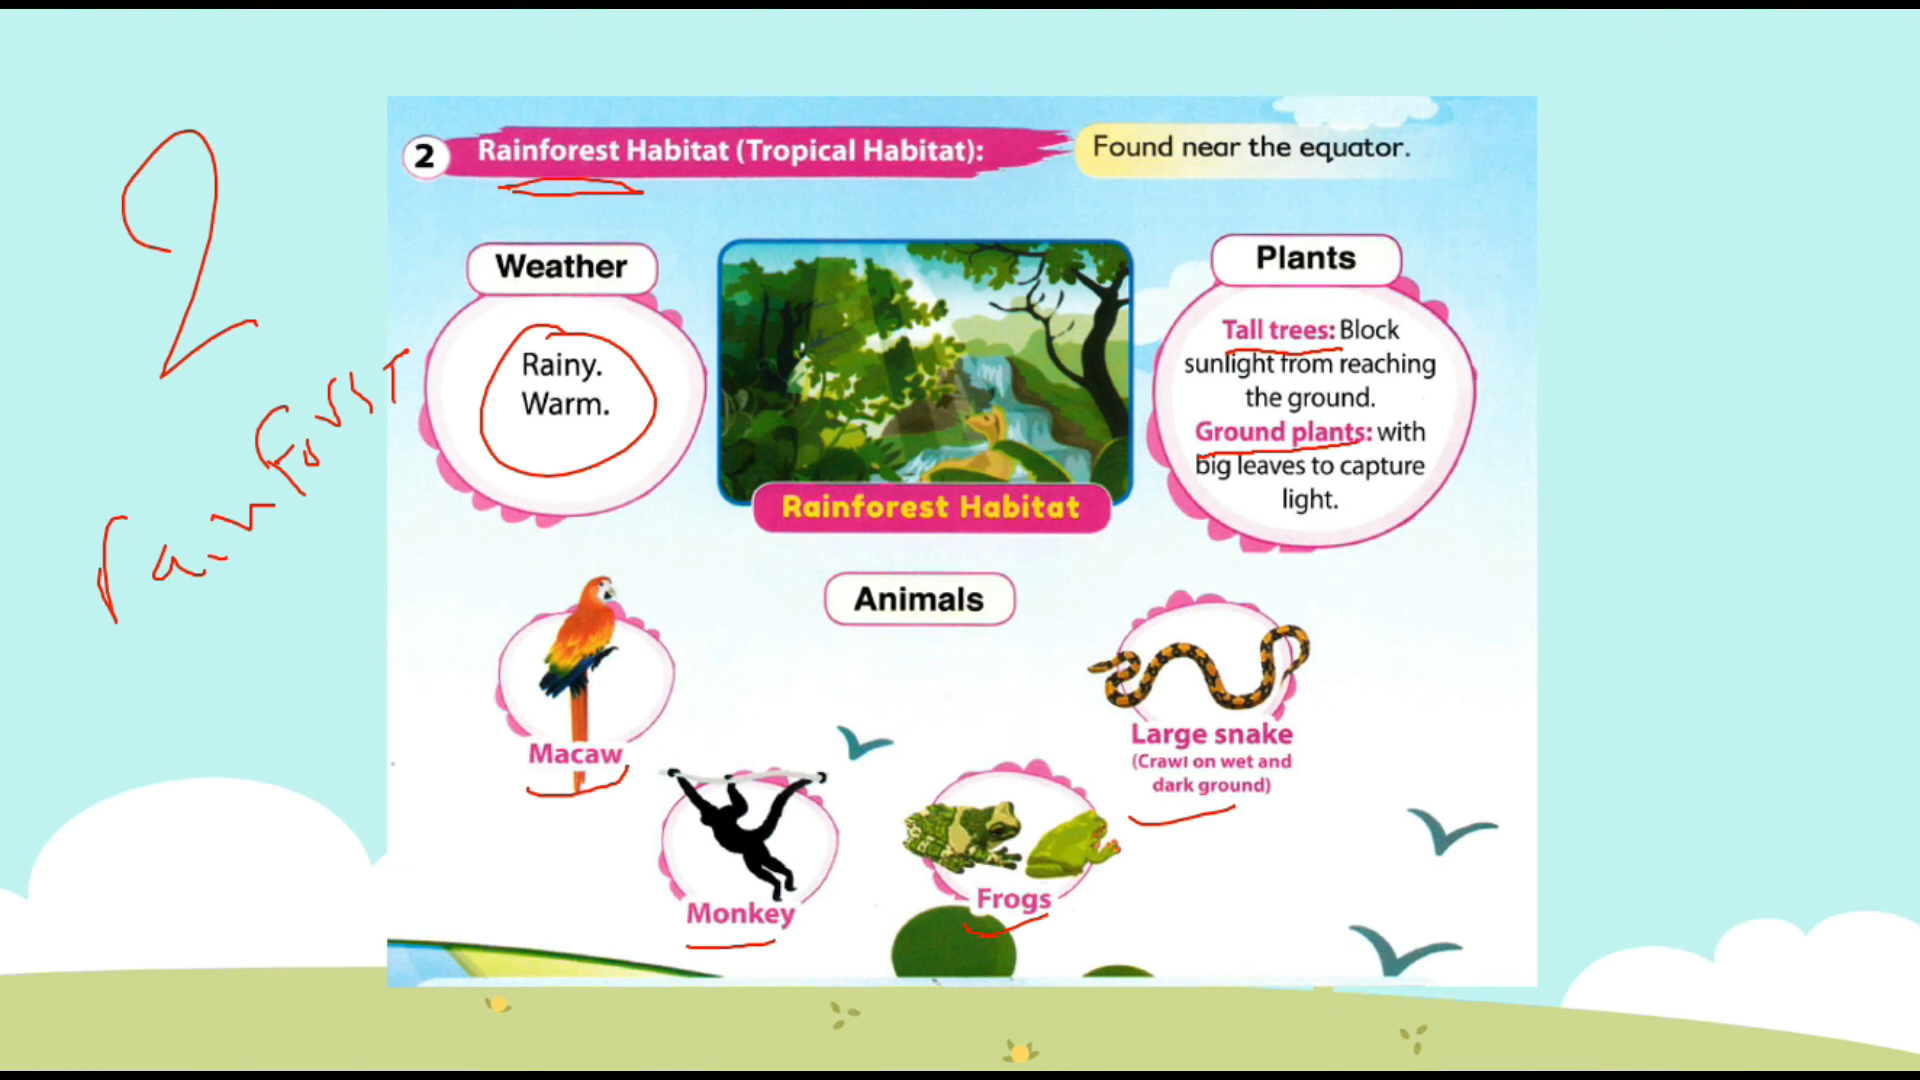 2
Rainforest Habitat (Tropical Habitat):
Found near the equator.
2
Weather
Rainy.
Warm.
Plants
Tall trees: Block
sunlight from reaching
the ground.
Ground plants: with
big leaves to capture
light.
Rainforest Habitat
Animals
Macaw
Monkey
Frogs
Large snake
(Crawl on wet and
dark ground)